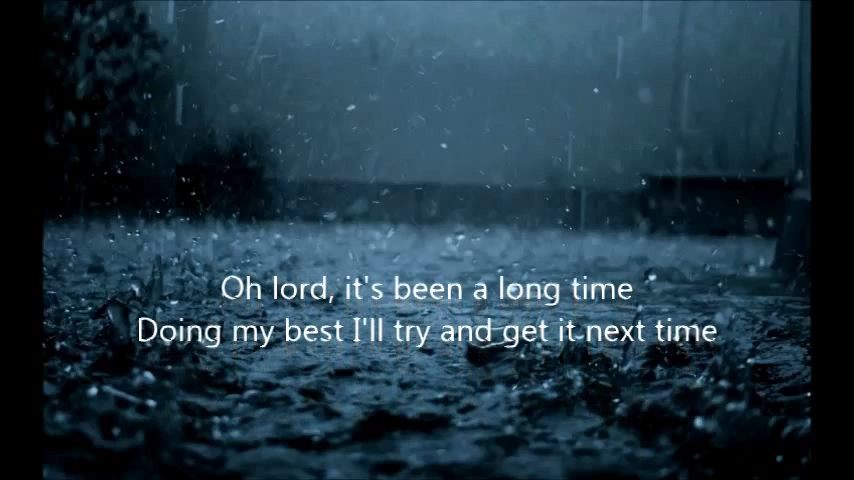 Oh lord, it's been a long time
Doing my best I'll try and get it next time